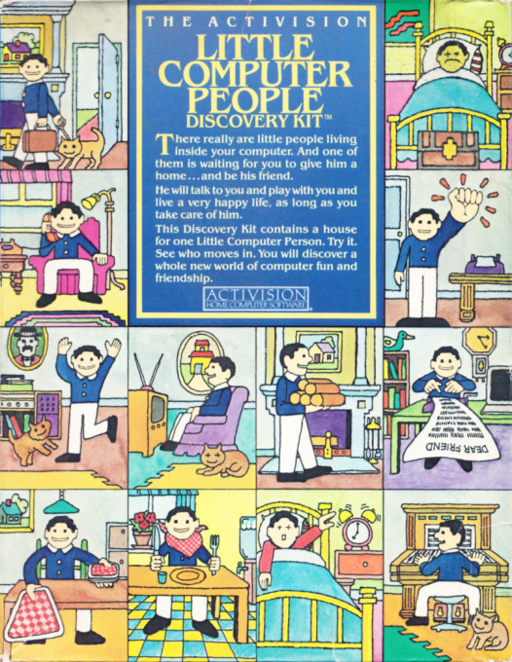 THE ACTIVISION
LITTLE
COMPUTER
PEOPLE
DISCOVERY KIT™
There really are little people living
inside your computer. And one of
them is waiting for you to give him a
home...and be his friend.
He will talk to you and play with you and
live a very happy life, as long as you
take care of him.
This Discovery Kit contains a house
for one Little Computer Person. Try it.
See who moves in. You will discover a
whole new world of computer fun and
friendship.
ACTIVISION
HOME COMPUTER SOFTWARE
DEAR FRIEND